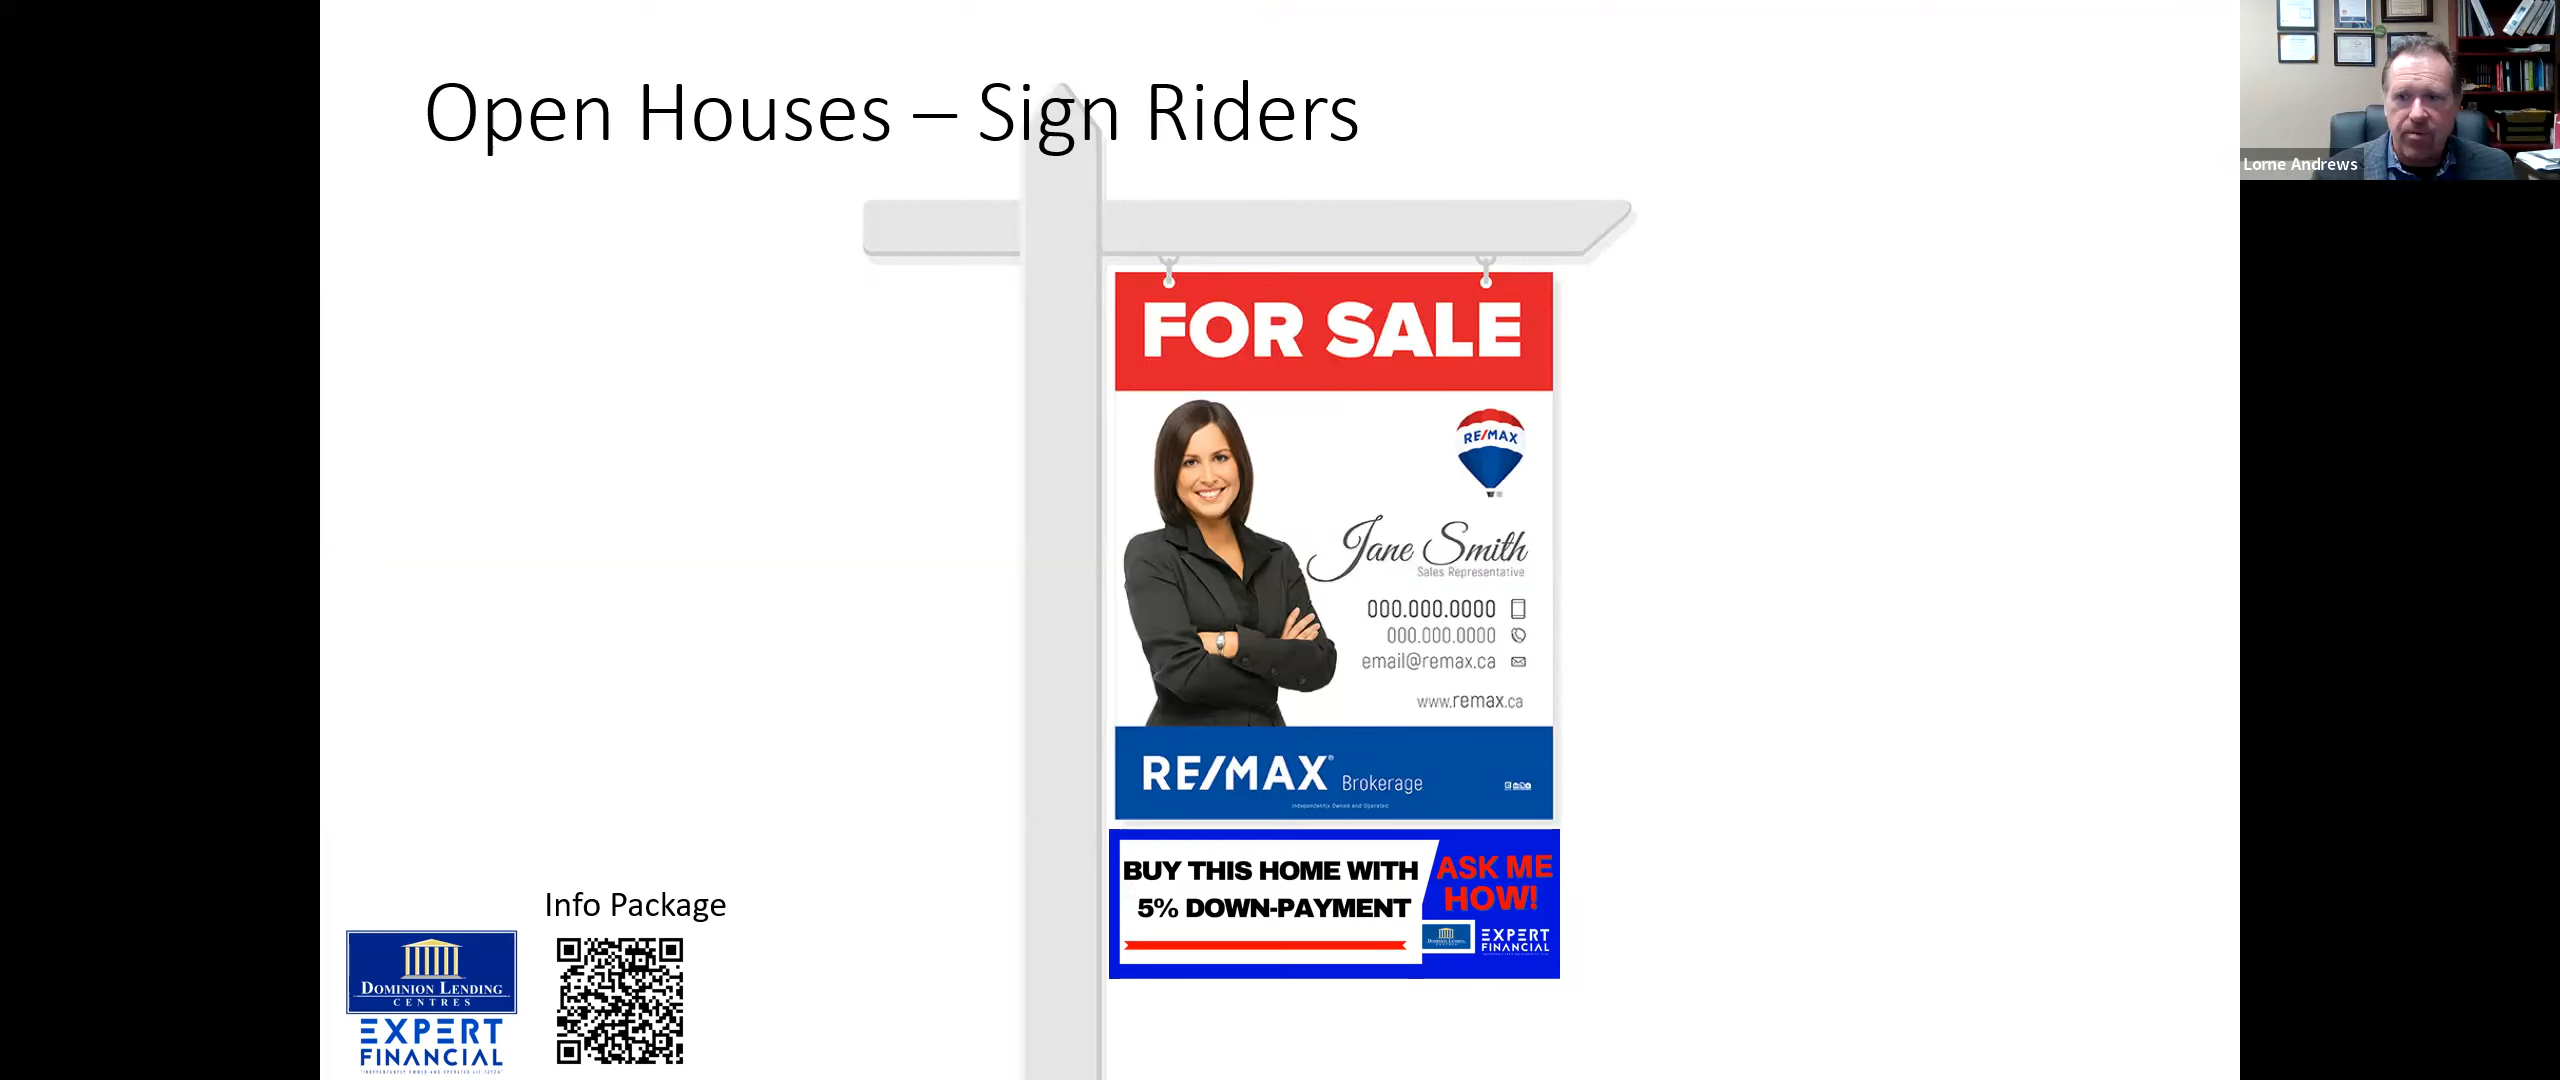 Open Houses – Sign Riders
Lorne Andrews
FOR SALE
RE/MAX
Jane Smith
Sales Representative
000.000.0000
000.000.0000
email@remax.ca
www.remax.ca
RE/MAX® Brokerage
Independently Owned and Operated
BUY THIS HOME WITH
5% DOWN-PAYMENT
ASK ME
HOW!
EXPERT
FINANCIAL
Info Package
DOMINION LENDING
CENTRES
EXPERT
FINANCIAL